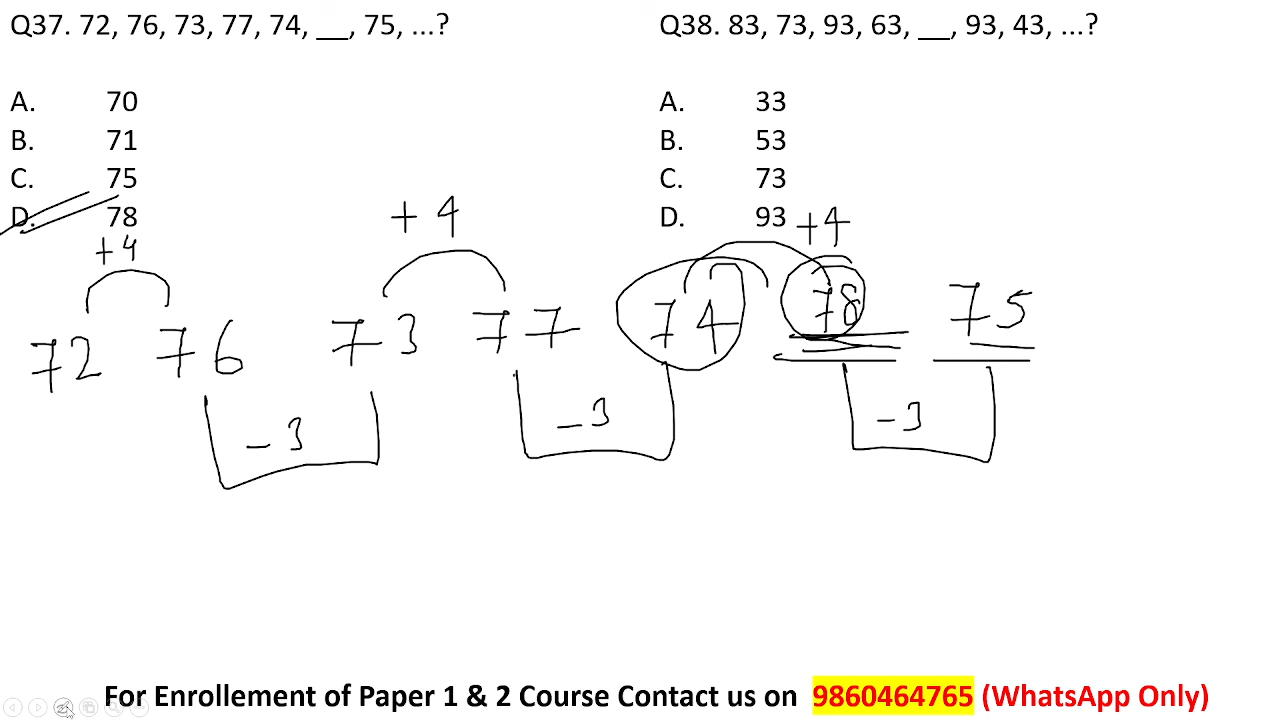 Q37. 72, 76, 73, 77, 74, __, 75, ...?
A. 70
B. 71
C. 75
D. 78
Q38. 83, 73, 93, 63, __, 93, 43, ...?
A. 33
B. 53
C. 73
D. 93
+4 +4 +4
72 76 73 77 74 78 75
-3 -3 -3
For Enrollement of Paper 1 & 2 Course Contact us on 9860464765 (WhatsApp Only)